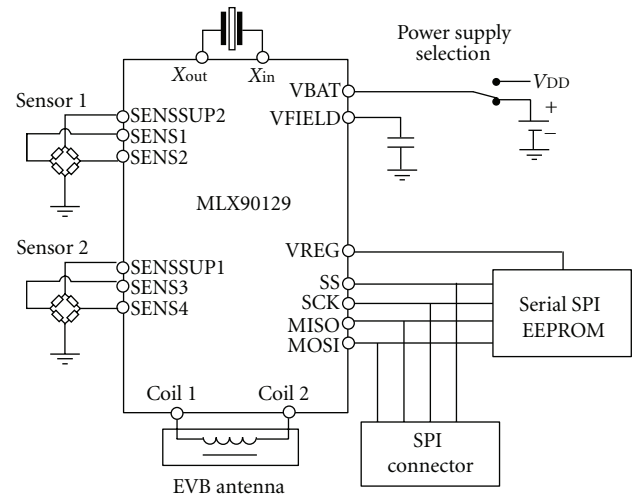 Power supply
selection
Xout
Xin
VBAT
VDD
+
−
VFIELD
Sensor 1
SENSSUP2
SENS1
SENS2
MLX90129
Sensor 2
SENSSUP1
SENS3
SENS4
VREG
SS
SCK
MISO
MOSI
Serial SPI
EEPROM
Coil 1
Coil 2
SPI
connector
EVB antenna